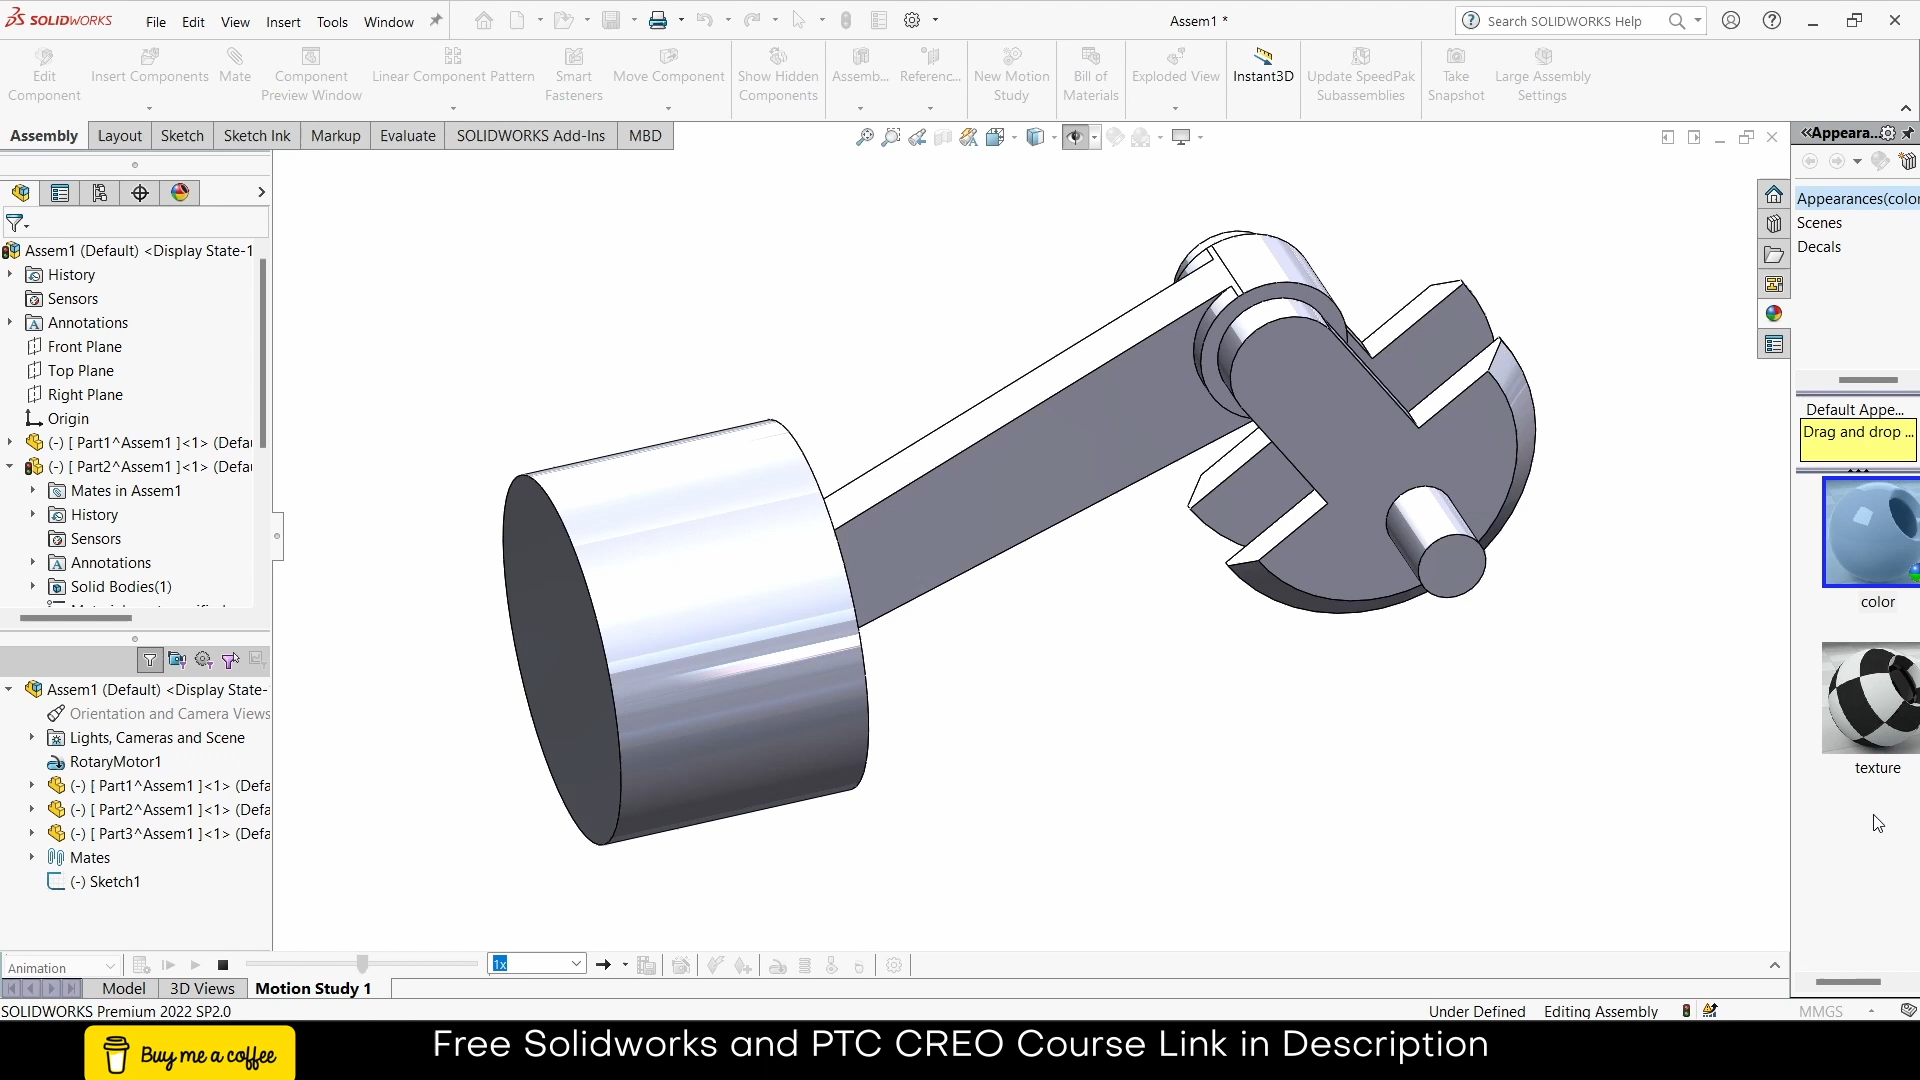 SOLIDWORKS File Edit View Insert Tools Window Assem1 * Search SOLIDWORKS Help
Edit Component
Insert Components
Mate
Component Preview Window
Linear Component Pattern
Smart Fasteners
Move Component
Show Hidden Components
Assemb...
Referenc...
New Motion Study
Bill of Materials
Exploded View
Instant3D
Update SpeedPak Subassemblies
Take Snapshot
Large Assembly Settings
Assembly Layout Sketch Sketch Ink Markup Evaluate SOLIDWORKS Add-Ins MBD
Assem1 (Default) <Display State-1
History
Sensors
Annotations
Front Plane
Top Plane
Right Plane
Origin
(-) [ Part1^Assem1 ]<1> (Defau
(-) [ Part2^Assem1 ]<1> (Defau
Mates in Assem1
History
Sensors
Annotations
Solid Bodies(1)
Assem1 (Default) <Display State-
Orientation and Camera Views
Lights, Cameras and Scene
RotaryMotor1
(-) [ Part1^Assem1 ]<1> (Defa
(-) [ Part2^Assem1 ]<1> (Defa
(-) [ Part3^Assem1 ]<1> (Defa
Mates
(-) Sketch1
Appeara...
Appearances(color
Scenes
Decals
Default Appe...
Drag and drop ...
color
texture
Animation 1x
Model 3D Views Motion Study 1
SOLIDWORKS Premium 2022 SP2.0 Under Defined Editing Assembly MMGS
Buy me a coffee
Free Solidworks and PTC CREO Course Link in Description